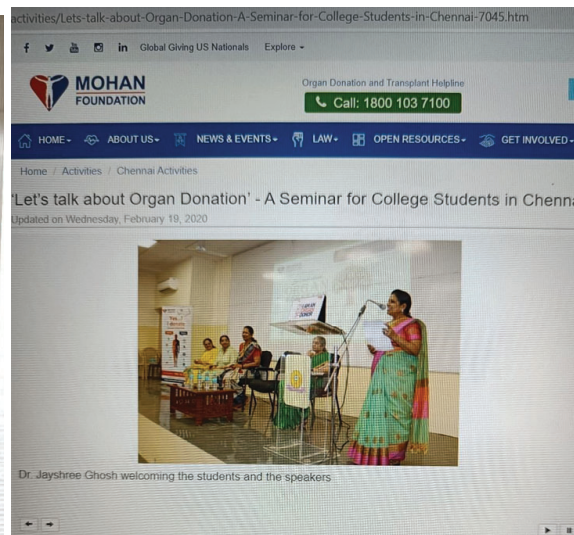 activities/Lets-talk-about-Organ-Donation-A-Seminar-for-College-Students-in-Chennai-7045.htm
in Global Giving US Nationals Explore
MOHAN
FOUNDATION
Organ Donation and Transplant Helpline
Call: 1800 103 7100
HOME ABOUT US NEWS & EVENTS LAW OPEN RESOURCES GET INVOLVED
Home / Activities / Chennai Activities
'Let's talk about Organ Donation' - A Seminar for College Students in Chenna
Updated on Wednesday, February 19, 2020
Dr. Jayshree Ghosh welcoming the students and the speakers